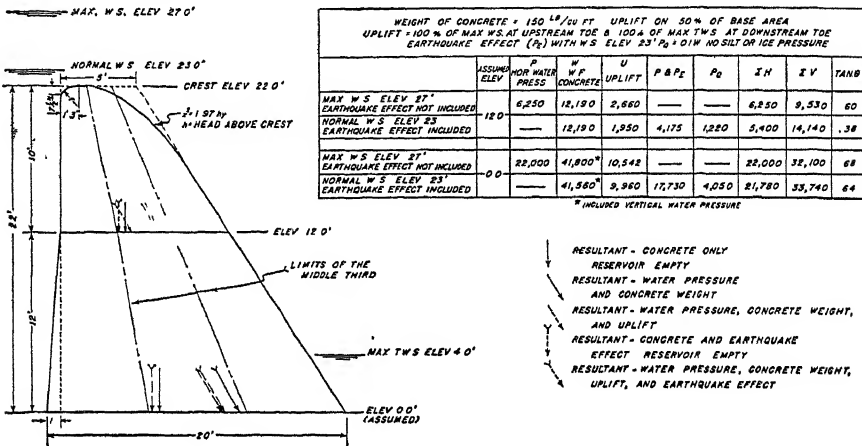 MAX. W.S. ELEV 27 0'
NORMAL W S ELEV 23 0'
5'
CREST ELEV 22 0'
1' 3"
x² = 1 97 hy
h = HEAD ABOVE CREST
10'
22'
ELEV 12 0'
LIMITS OF THE
MIDDLE THIRD
12'
MAX TWS ELEV 4 0'
ELEV 0 0'
(ASSUMED)
1
20'
WEIGHT OF CONCRETE = 150 LB/CU FT UPLIFT ON 50 % OF BASE AREA
UPLIFT = 100 % OF MAX WS. AT UPSTREAM TOE & 100 % OF MAX TWS AT DOWNSTREAM TOE
EARTHQUAKE EFFECT (PE) WITH W S ELEV 23' PQ = 0 1W NO SILT OR ICE PRESSURE
ASSUMED ELEV | P HOR WATER PRESS | W WF CONCRETE | U UPLIFT | P & PE | PQ | Σ H | Σ V | TAN θ
MAX W S ELEV 27' EARTHQUAKE EFFECT NOT INCLUDED | 12 0 | 6,250 | 12,190 | 2,660 | — | — | 6,250 | 9,530 | 60
NORMAL W S ELEV 23 EARTHQUAKE EFFECT INCLUDED | — | 12,190 | 1,950 | 4,175 | 1,220 | 5,400 | 14,140 | .38
MAX W S ELEV 27' EARTHQUAKE EFFECT NOT INCLUDED | 0 0 | 22,000 | 41,800* | 10,542 | — | — | 22,000 | 32,100 | 68
NORMAL W S ELEV 23' EARTHQUAKE EFFECT INCLUDED | — | 41,560* | 9,960 | 17,730 | 4,050 | 21,780 | 33,740 | 64
* INCLUDED VERTICAL WATER PRESSURE
RESULTANT - CONCRETE ONLY
RESERVOIR EMPTY
RESULTANT - WATER PRESSURE
AND CONCRETE WEIGHT
RESULTANT - WATER PRESSURE, CONCRETE WEIGHT,
AND UPLIFT
RESULTANT - CONCRETE AND EARTHQUAKE
EFFECT RESERVOIR EMPTY
RESULTANT - WATER PRESSURE, CONCRETE WEIGHT,
UPLIFT, AND EARTHQUAKE EFFECT